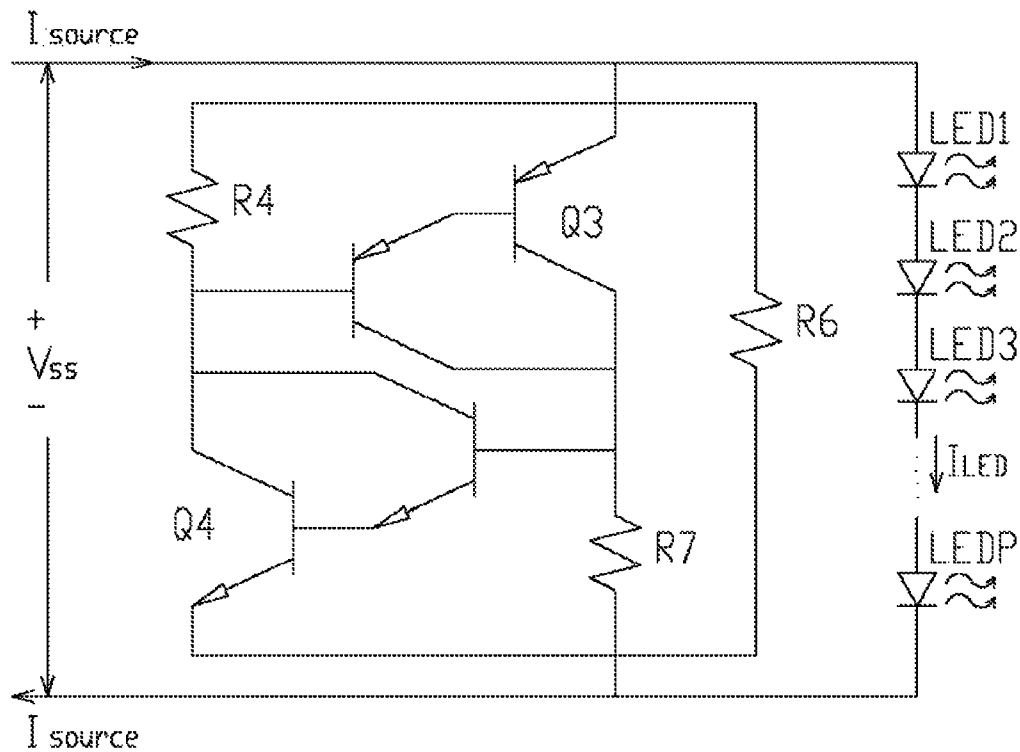 I source
LED1
R4
Q3
LED2
+
R6
Vss
LED3
-
ILED
Q4
R7
LEDP
I source